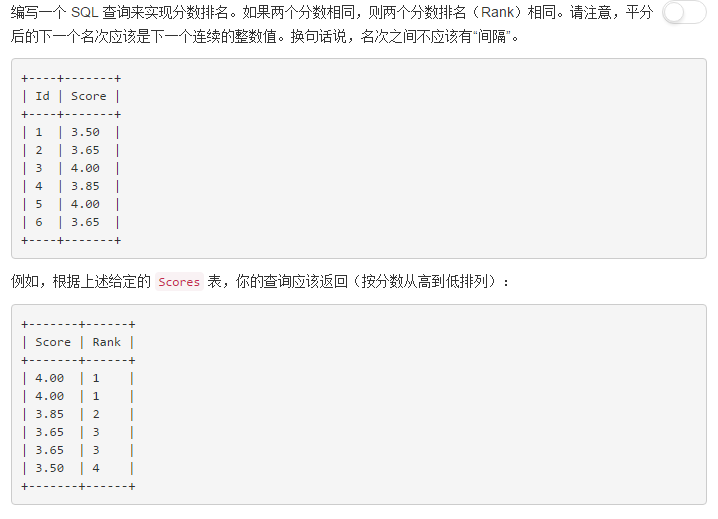 编写一个 SQL 查询来实现分数排名。如果两个分数相同，则两个分数排名（Rank）相同。请注意，平分
后的下一个名次应该是下一个连续的整数值。换句话说，名次之间不应该有“间隔”。
+----+-------+
| Id | Score |
+----+-------+
| 1  | 3.50  |
| 2  | 3.65  |
| 3  | 4.00  |
| 4  | 3.85  |
| 5  | 4.00  |
| 6  | 3.65  |
+----+-------+
例如，根据上述给定的 Scores 表，你的查询应该返回（按分数从高到低排列）：
+-------+------+
| Score | Rank |
+-------+------+
| 4.00  | 1    |
| 4.00  | 1    |
| 3.85  | 2    |
| 3.65  | 3    |
| 3.65  | 3    |
| 3.50  | 4    |
+-------+------+